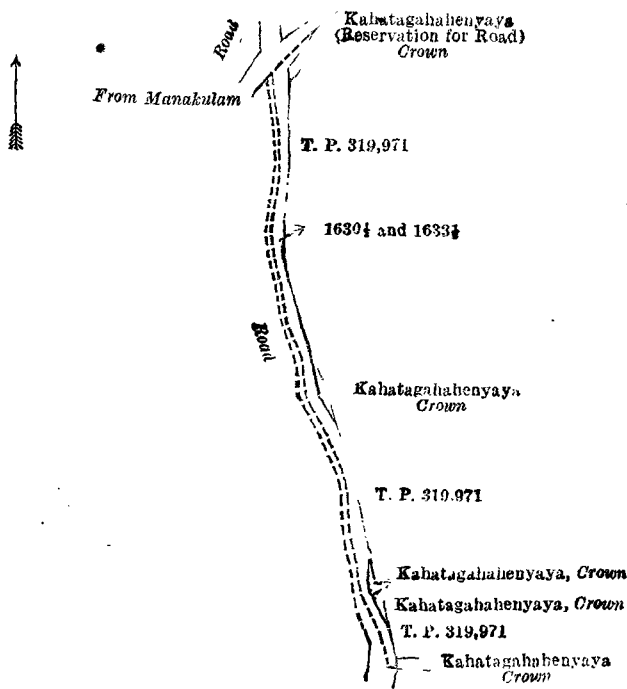 Kahatagahahenyaya
(Reservation for Road)
Crown
Road
From Manakulam
T. P. 319,971
1630½ and 1633½
Road
Kahatagahahenyaya
Crown
T. P. 319,971
Kahatagahahenyaya, Crown
Kahatagahahenyaya, Crown
T. P. 319,971
Kahatagahahenyaya
Crown